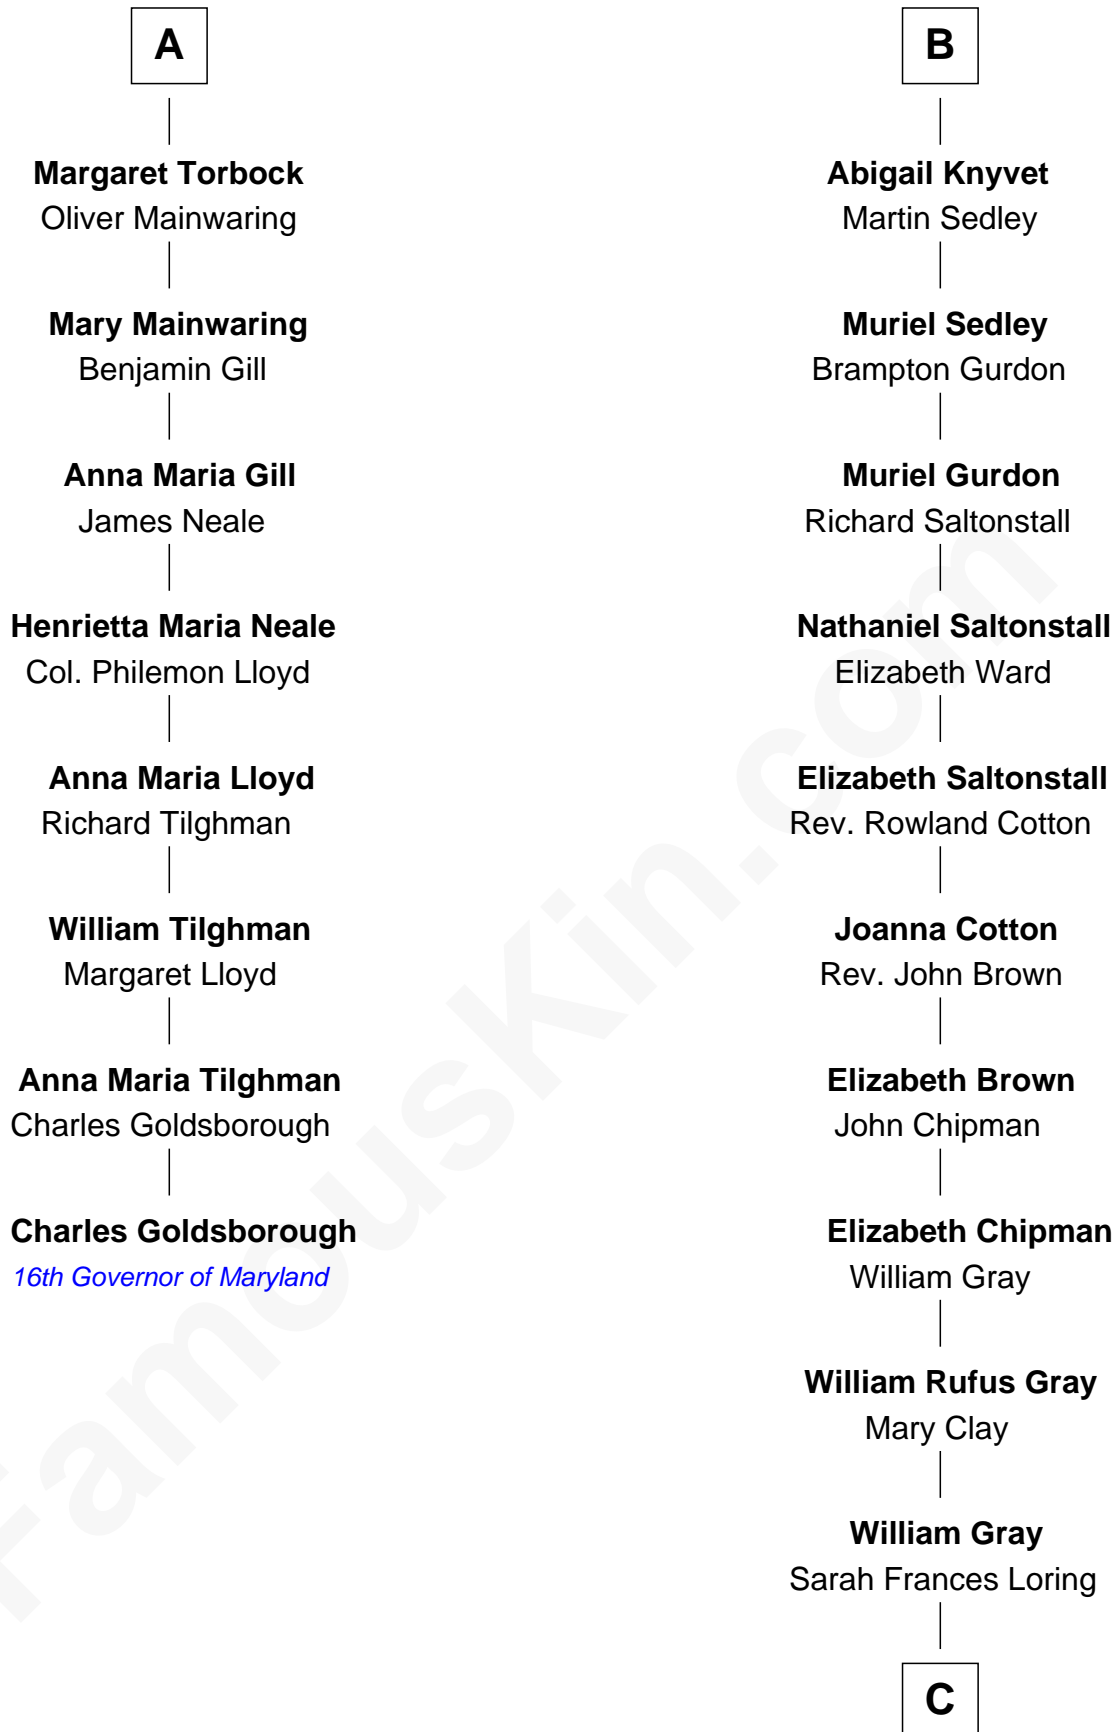 A
Margaret Torbock
Oliver Mainwaring
Mary Mainwaring
Benjamin Gill
Anna Maria Gill
James Neale
Henrietta Maria Neale
Col. Philemon Lloyd
Anna Maria Lloyd
Richard Tilghman
William Tilghman
Margaret Lloyd
Anna Maria Tilghman
Charles Goldsborough
Charles Goldsborough
16th Governor of Maryland
B
Abigail Knyvet
Martin Sedley
Muriel Sedley
Brampton Gurdon
Muriel Gurdon
Richard Saltonstall
Nathaniel Saltonstall
Elizabeth Ward
Elizabeth Saltonstall
Rev. Rowland Cotton
Joanna Cotton
Rev. John Brown
Elizabeth Brown
John Chipman
Elizabeth Chipman
William Gray
William Rufus Gray
Mary Clay
William Gray
Sarah Frances Loring
C
FamousKin.com